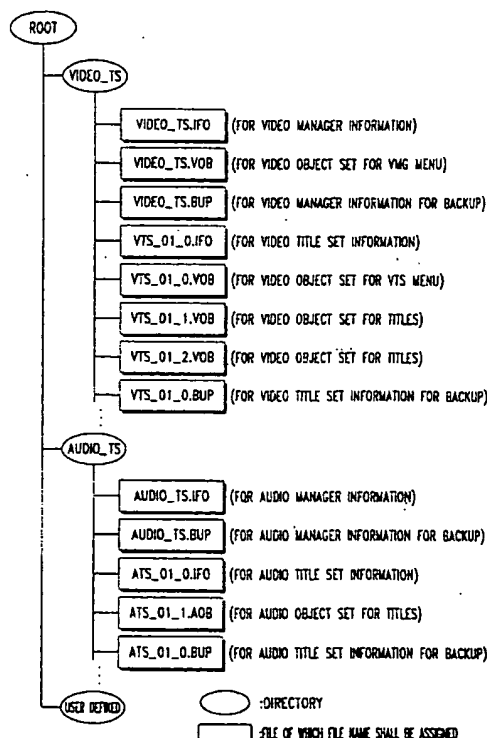 ROOT
VIDEO_TS
VIDEO_TS.IFO (FOR VIDEO MANAGER INFORMATION)
VIDEO_TS.VOB (FOR VIDEO OBJECT SET FOR VMG MENU)
VIDEO_TS.BUP (FOR VIDEO MANAGER INFORMATION FOR BACKUP)
VTS_01_0.IFO (FOR VIDEO TITLE SET INFORMATION)
VTS_01_0.VOB (FOR VIDEO OBJECT SET FOR VTS MENU)
VTS_01_1.VOB (FOR VIDEO OBJECT SET FOR TITLES)
VTS_01_2.VOB (FOR VIDEO OBJECT SET FOR TITLES)
VTS_01_0.BUP (FOR VIDEO TITLE SET INFORMATION FOR BACKUP)
AUDIO_TS
AUDIO_TS.IFO (FOR AUDIO MANAGER INFORMATION)
AUDIO_TS.BUP (FOR AUDIO MANAGER INFORMATION FOR BACKUP)
ATS_01_0.IFO (FOR AUDIO TITLE SET INFORMATION)
ATS_01_1.AOB (FOR AUDIO OBJECT SET FOR TITLES)
ATS_01_0.BUP (FOR AUDIO TITLE SET INFORMATION FOR BACKUP)
USER DEFINED
:DIRECTORY
:FILE OF WHICH FILE NAME SHALL BE ASSIGNED